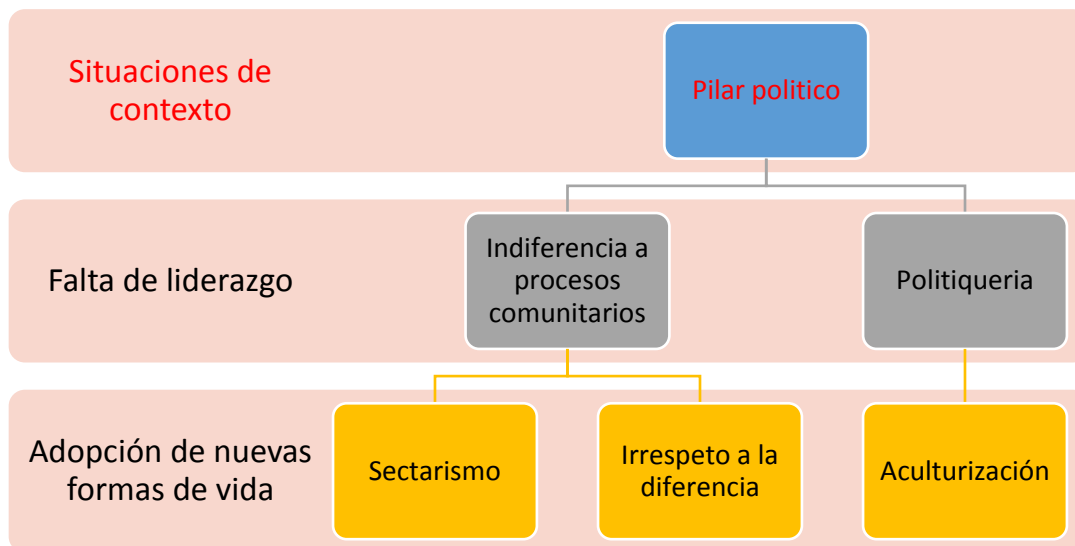 Situaciones de
contexto
Pilar politico
Falta de liderazgo
Indiferencia a
procesos
comunitarios
Politiqueria
Adopción de nuevas
formas de vida
Sectarismo
Irrespeto a la
diferencia
Aculturización